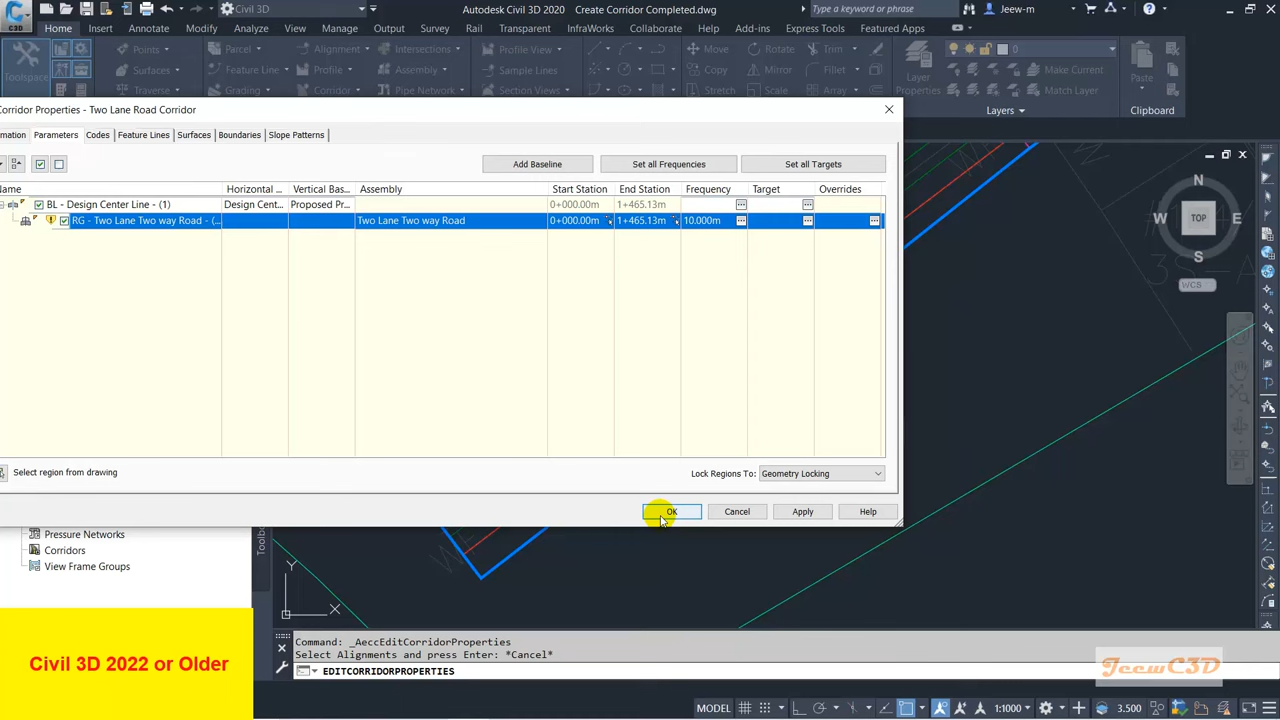 C3D
Civil 3D
Autodesk Civil 3D 2020
Create Corridor Completed.dwg
Type a keyword or phrase
Jeew-m
Home
Insert
Annotate
Modify
Analyze
View
Manage
Output
Survey
Rail
Transparent
InfraWorks
Collaborate
Help
Add-ins
Express Tools
Featured Apps
Toolspace
Points
Parcel
Alignment
Intersections
Profile View
Move
Rotate
Trim
Surfaces
Feature Line
Profile
Assembly
Sample Lines
Copy
Mirror
Fillet
Traverse
Grading
Corridor
Pipe Network
Section Views
0
Layer
Properties
Make Current
Match Layer
Paste
Layers
Clipboard
Corridor Properties - Two Lane Road Corridor
mation
Parameters
Codes
Feature Lines
Surfaces
Boundaries
Slope Patterns
Add Baseline
Set all Frequencies
Set all Targets
Name
Horizontal
Vertical Bas...
Assembly
Start Station
End Station
Frequency
Target
Overrides
BL - Design Center Line - (1)
Design Cent...
Proposed Pr...
0+000.00m
1+465.13m
RG - Two Lane Two way Road - (...
Two Lane Two way Road
0+000.00m
1+465.13m
10.000m
Select region from drawing
Lock Regions To:
Geometry Locking
OK
Cancel
Apply
Help
N
W
TOP
E
S
WCS
Pressure Networks
Corridors
View Frame Groups
Toolbox
Y
X
Command: _AeccEditCorridorProperties
Select Alignments and press Enter: *Cancel*
EDITCORRIDORPROPERTIES
Civil 3D 2022 or Older
JeewC3D
MODEL
1:1000
3.500